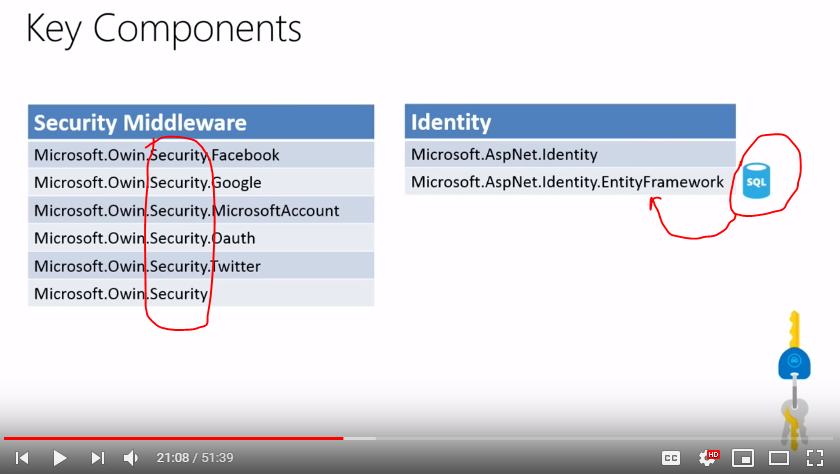 Key Components
Security Middleware
Microsoft.Owin.Security.Facebook
Microsoft.Owin.Security.Google
Microsoft.Owin.Security.MicrosoftAccount
Microsoft.Owin.Security.Oauth
Microsoft.Owin.Security.Twitter
Microsoft.Owin.Security
Identity
Microsoft.AspNet.Identity
Microsoft.AspNet.Identity.EntityFramework
SQL
21:08 / 51:39
CC
HD